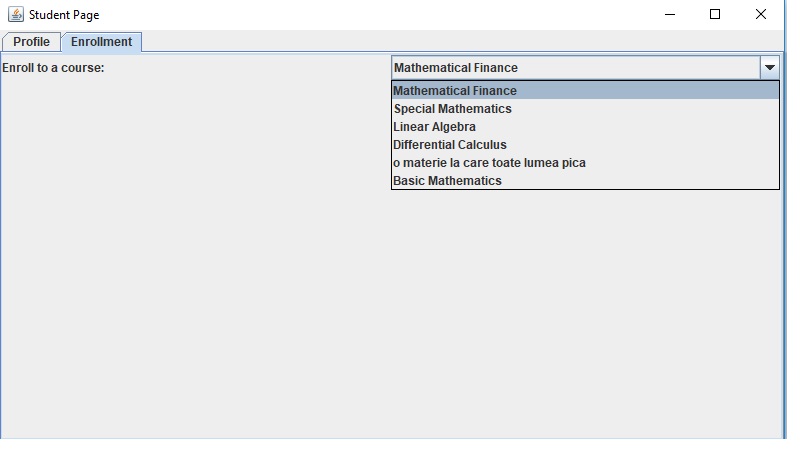 Student Page
Profile Enrollment
Enroll to a course: Mathematical Finance
Mathematical Finance
Special Mathematics
Linear Algebra
Differential Calculus
o materie la care toate lumea pica
Basic Mathematics